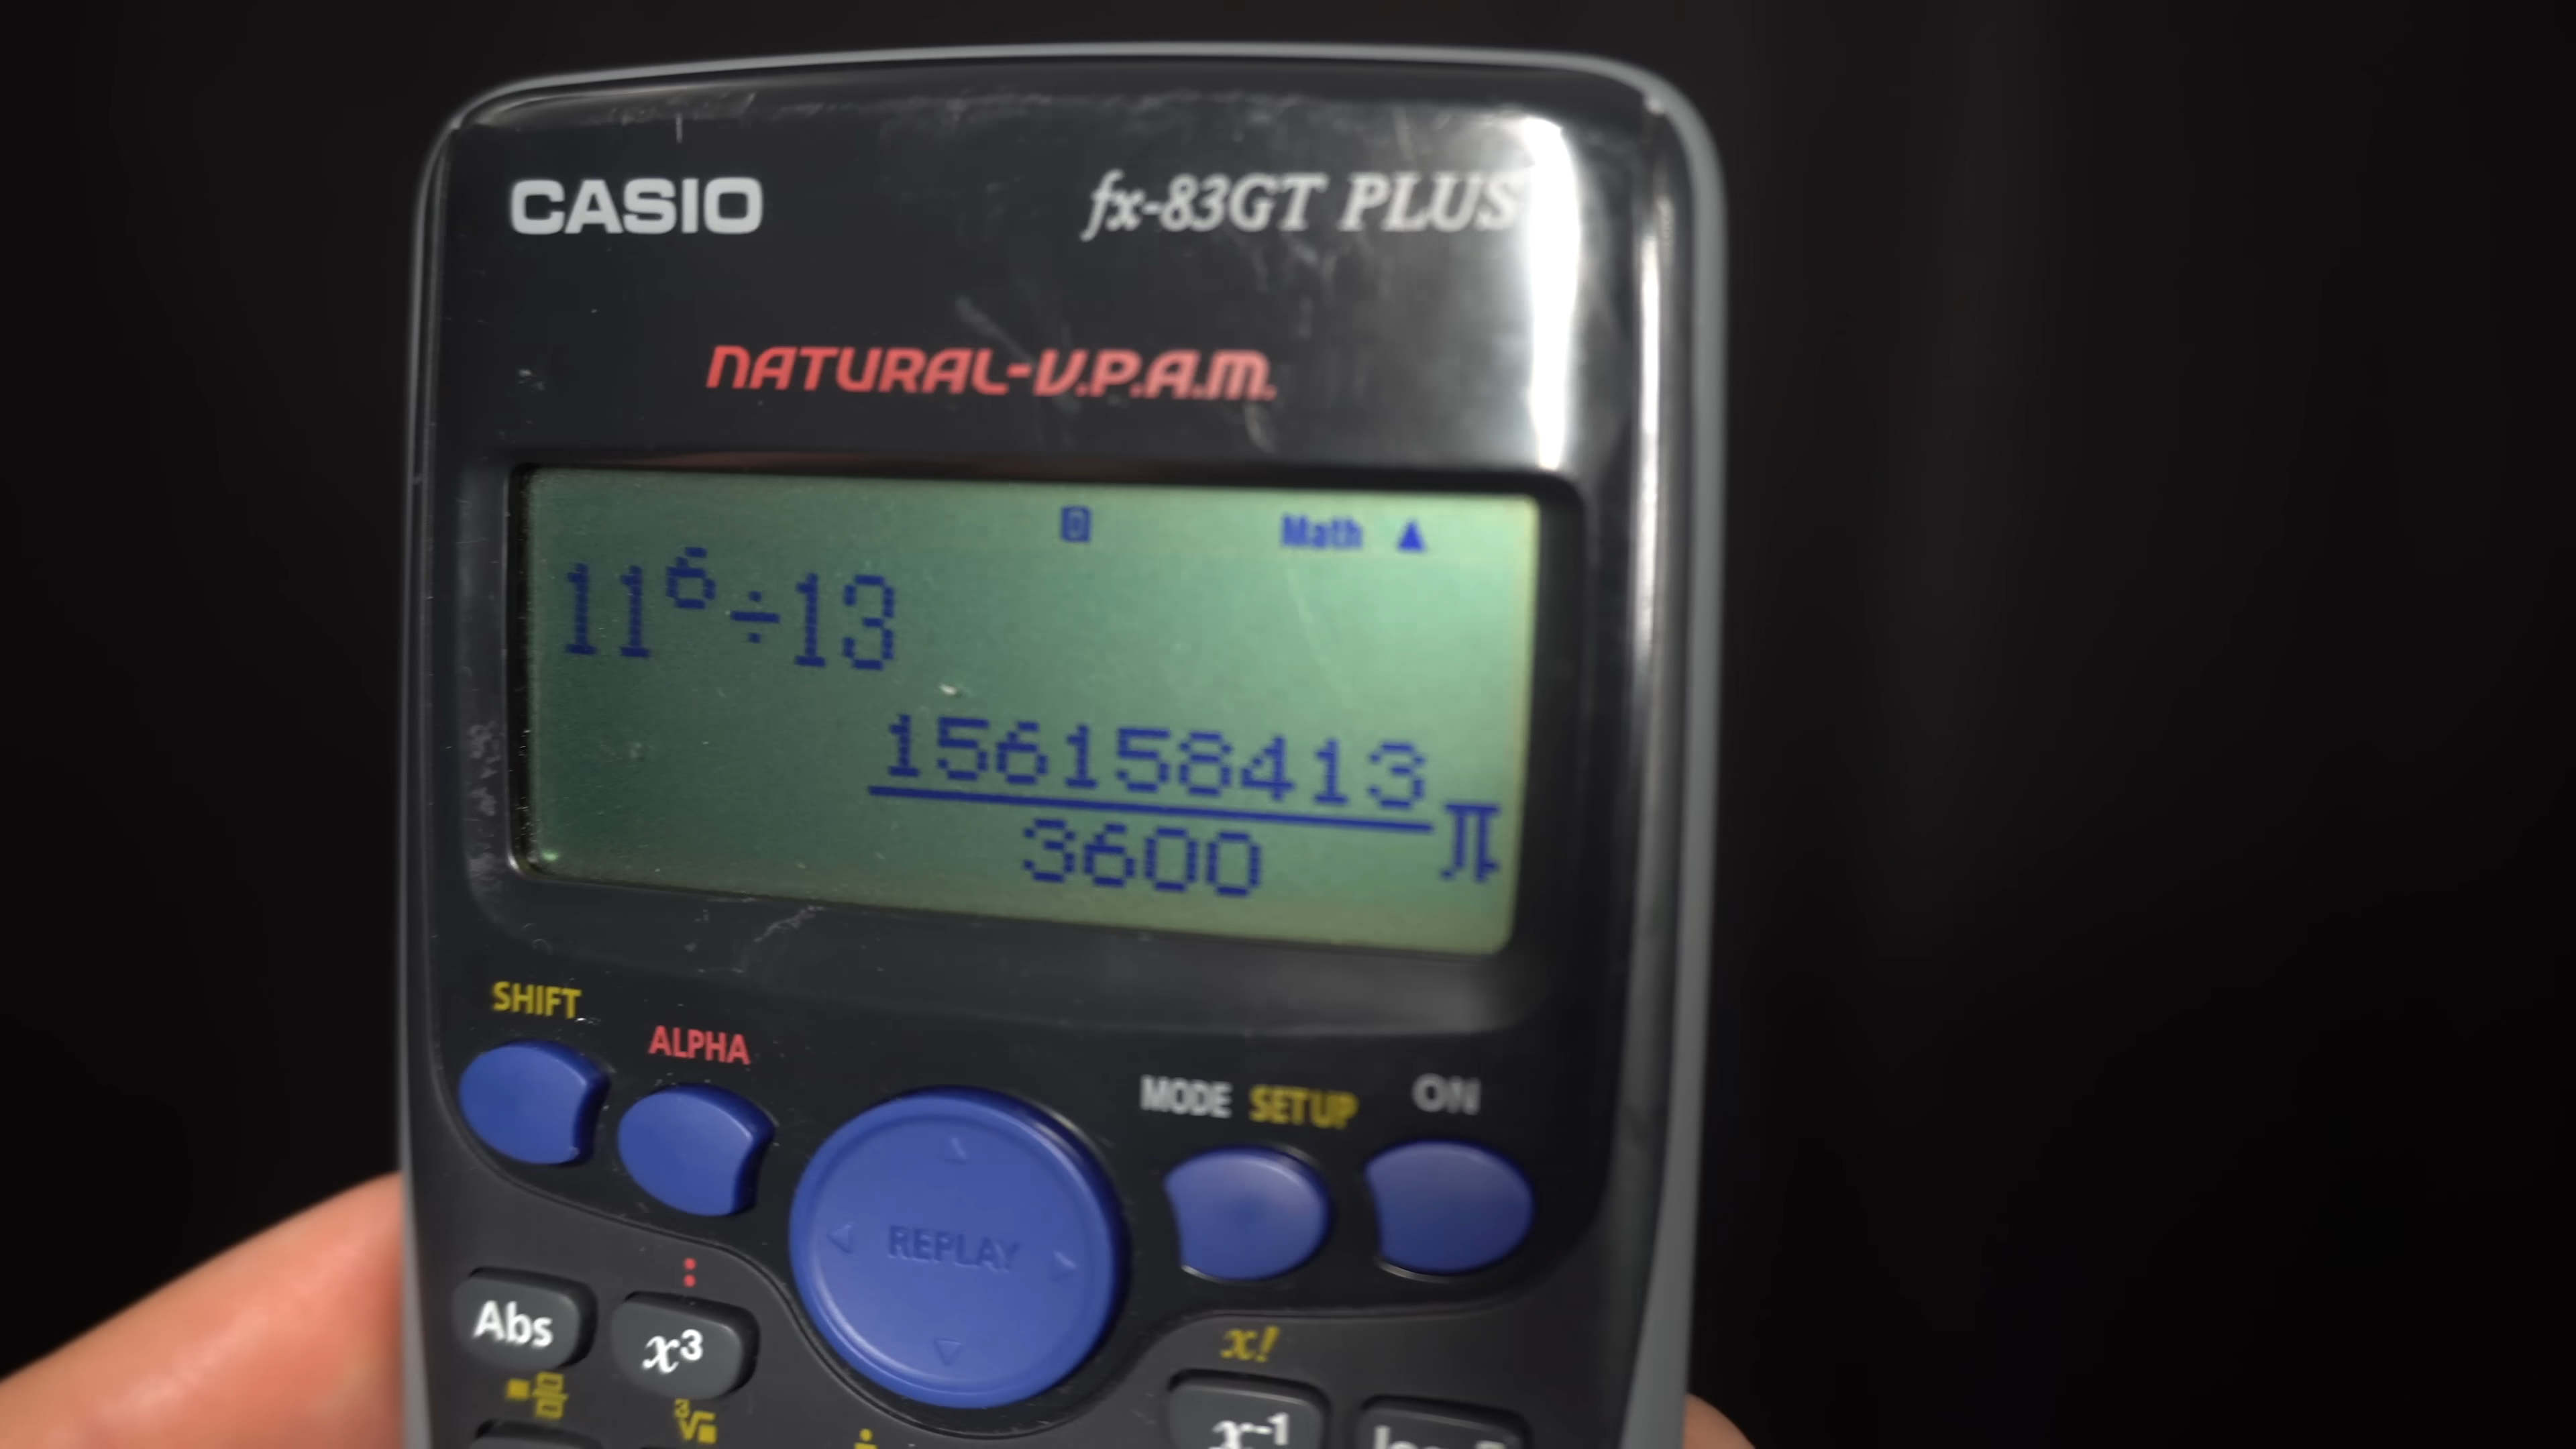 CASIO fx-83GT PLUS
NATURAL-V.P.A.M.
D Math ▲
11⁶÷13
156158413
3600 π
SHIFT
ALPHA
MODE SETUP ON
REPLAY
Abs x³ x!
³√■
x⁻¹